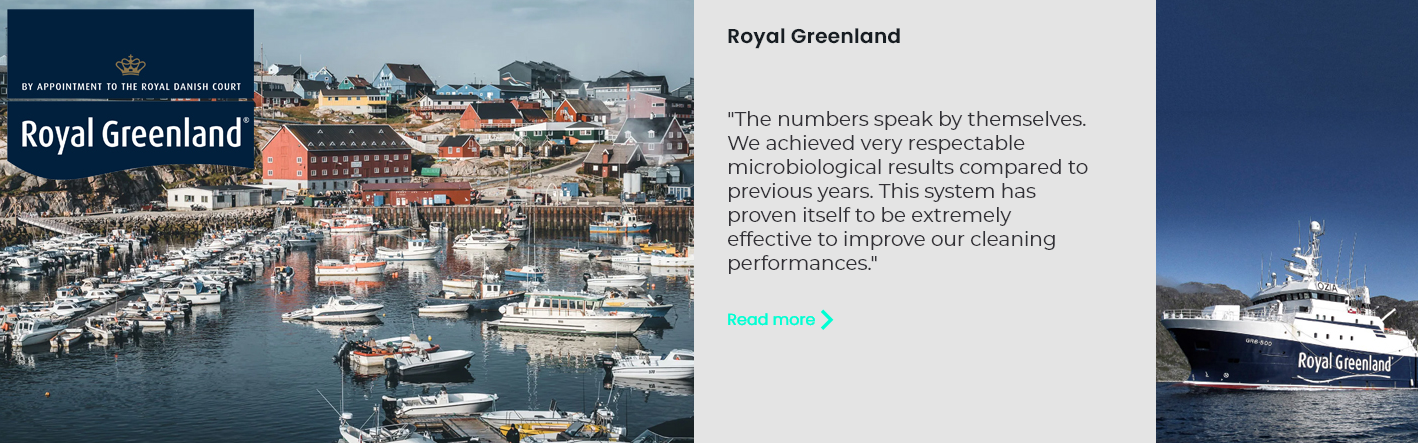 BY APPOINTMENT TO THE ROYAL DANISH COURT
Royal Greenland®
Royal Greenland
"The numbers speak by themselves.
We achieved very respectable
microbiological results compared to
previous years. This system has
proven itself to be extremely
effective to improve our cleaning
performances."
Read more
OZIA
GR6-500
Royal Greenland